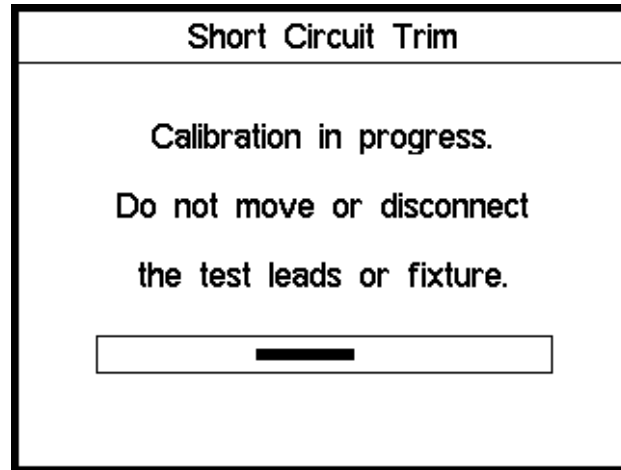 Short Circuit Trim
Calibration in progress.
Do not move or disconnect
the test leads or fixture.